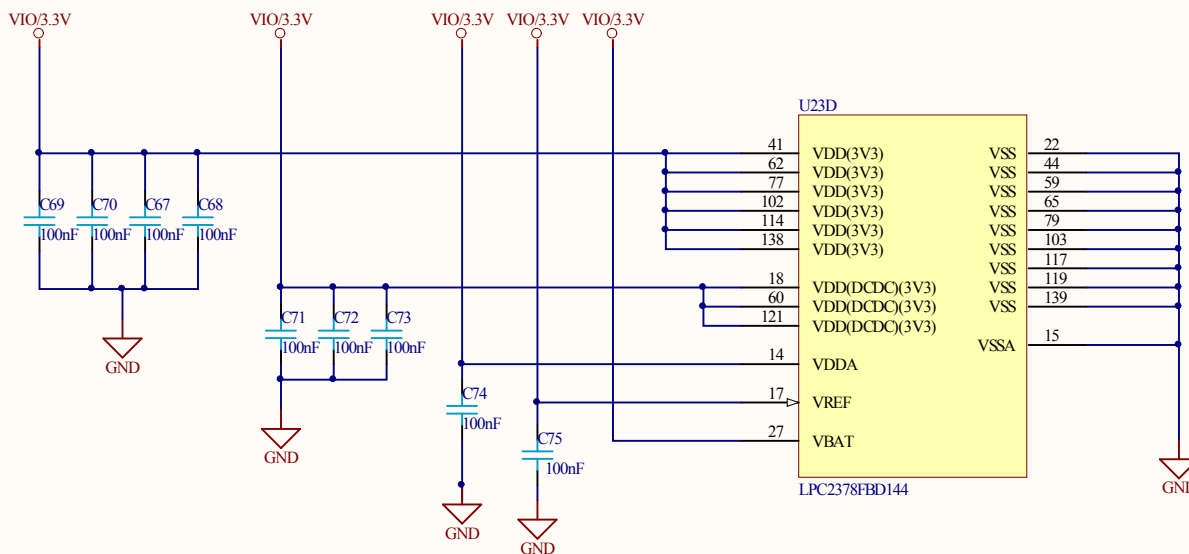 VIO/3.3V
VIO/3.3V
VIO/3.3V
VIO/3.3V
VIO/3.3V
U23D
41
VDD(3V3)
VSS
22
62
VDD(3V3)
VSS
44
77
VDD(3V3)
VSS
59
102
VDD(3V3)
VSS
65
114
VDD(3V3)
VSS
79
138
VDD(3V3)
VSS
103
VSS
117
18
VDD(DCDC)(3V3)
VSS
119
60
VDD(DCDC)(3V3)
VSS
139
121
VDD(DCDC)(3V3)
VSSA
15
14
VDDA
17
VREF
27
VBAT
LPC2378FBD144
C69
100nF
C70
100nF
C67
100nF
C68
100nF
GND
C71
100nF
C72
100nF
C73
100nF
GND
C74
100nF
GND
C75
100nF
GND
GND